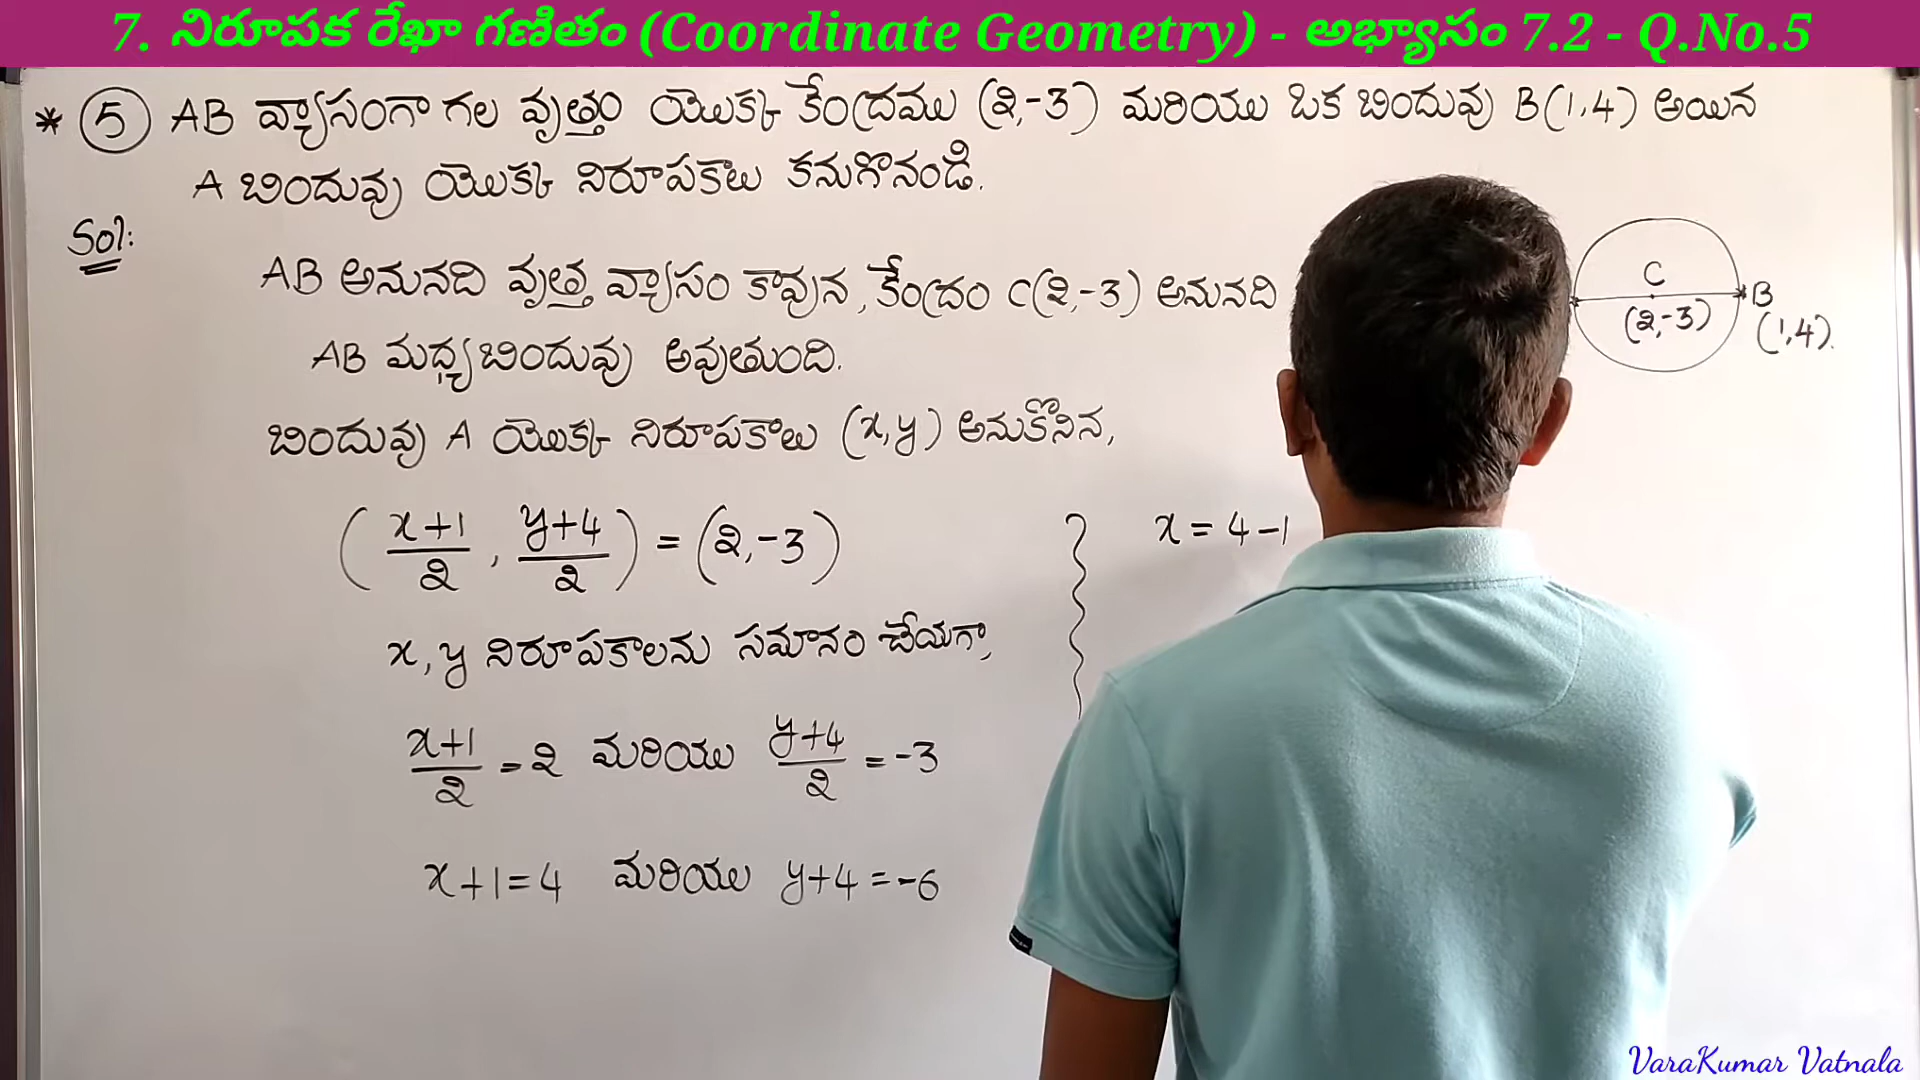 7. నిరూపక రేఖా గణితం (Coordinate Geometry) - అభ్యాసం 7.2 - Q.No.5
* 5 AB వ్యాసంగా గల వృత్తం యొక్క కేంద్రము (2,-3) మరియు ఒక బిందువు B(1,4) అయిన
A బిందువు యొక్క నిరూపకాలు కనుగొనండి.
Sol:
AB అనునది వృత్త వ్యాసం కావున, కేంద్రం C(2,-3) అనునది
AB మధ్యబిందువు అవుతుంది.
బిందువు A యొక్క నిరూపకాలు (x,y) అనుకొనిన,
(x+1/2, y+4/2) = (2,-3)
x,y నిరూపకాలను సమానం చేయగా,
x+1/2 = 2 మరియు y+4/2 = -3
x+1=4 మరియు y+4=-6
x = 4-1
C
(2,-3)
B
(1,4).
VaraKumar Vatnala